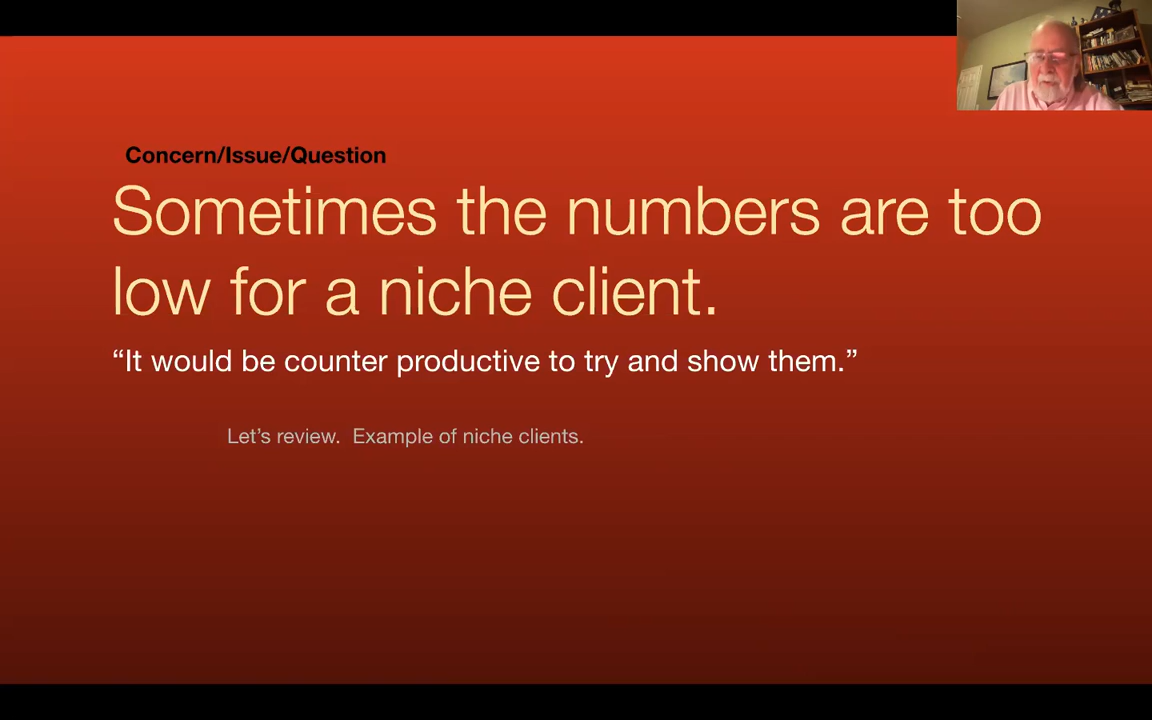 Concern/Issue/Question
Sometimes the numbers are too
low for a niche client.
“It would be counter productive to try and show them.”
Let’s review.  Example of niche clients.